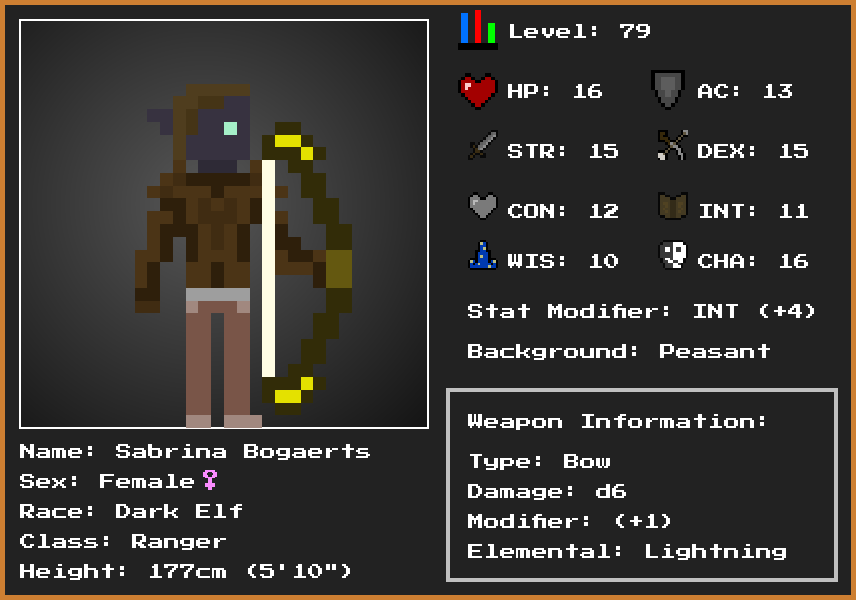 Level: 79
HP: 16 AC: 13
STR: 15 DEX: 15
CON: 12 INT: 11
WIS: 10 CHA: 16
Stat Modifier: INT (+4)
Background: Peasant
Weapon Information:
Type: Bow
Damage: d6
Modifier: (+1)
Elemental: Lightning
Name: Sabrina Bogaerts
Sex: Female♀
Race: Dark Elf
Class: Ranger
Height: 177cm (5'10")